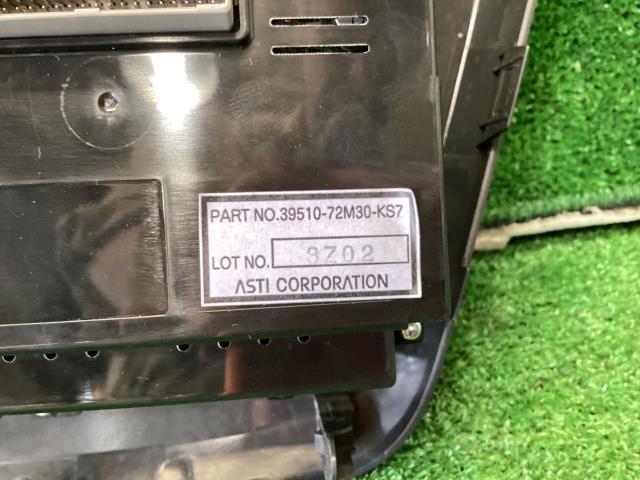 PART NO.39510-72M30-KS7
LOT NO. 3Z02
ASTI CORPORATION